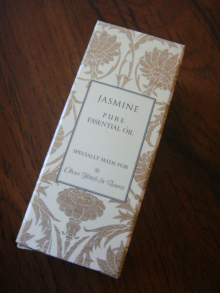 JASMINE
PURE
ESSENTIAL OIL
SPECIALLY MADE FOR